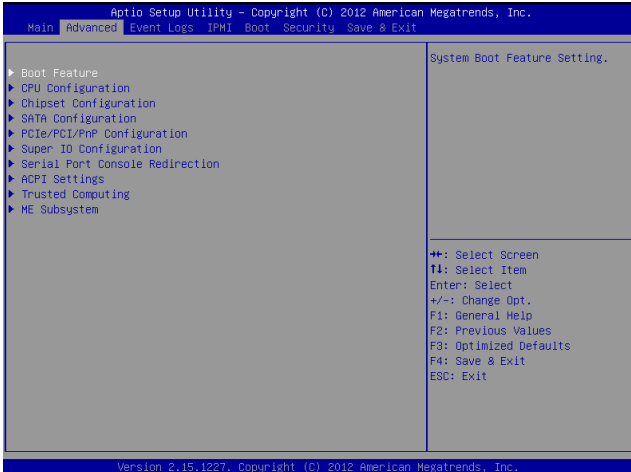 Aptio Setup Utility – Copyright (C) 2012 American Megatrends, Inc.
Main Advanced Event Logs IPMI Boot Security Save & Exit
System Boot Feature Setting.
▶ Boot Feature
▶ CPU Configuration
▶ Chipset Configuration
▶ SATA Configuration
▶ PCIe/PCI/PnP Configuration
▶ Super IO Configuration
▶ Serial Port Console Redirection
▶ ACPI Settings
▶ Trusted Computing
▶ ME Subsystem
→←: Select Screen
↑↓: Select Item
Enter: Select
+/-: Change Opt.
F1: General Help
F2: Previous Values
F3: Optimized Defaults
F4: Save & Exit
ESC: Exit
Version 2.15.1227. Copyright (C) 2012 American Megatrends, Inc.